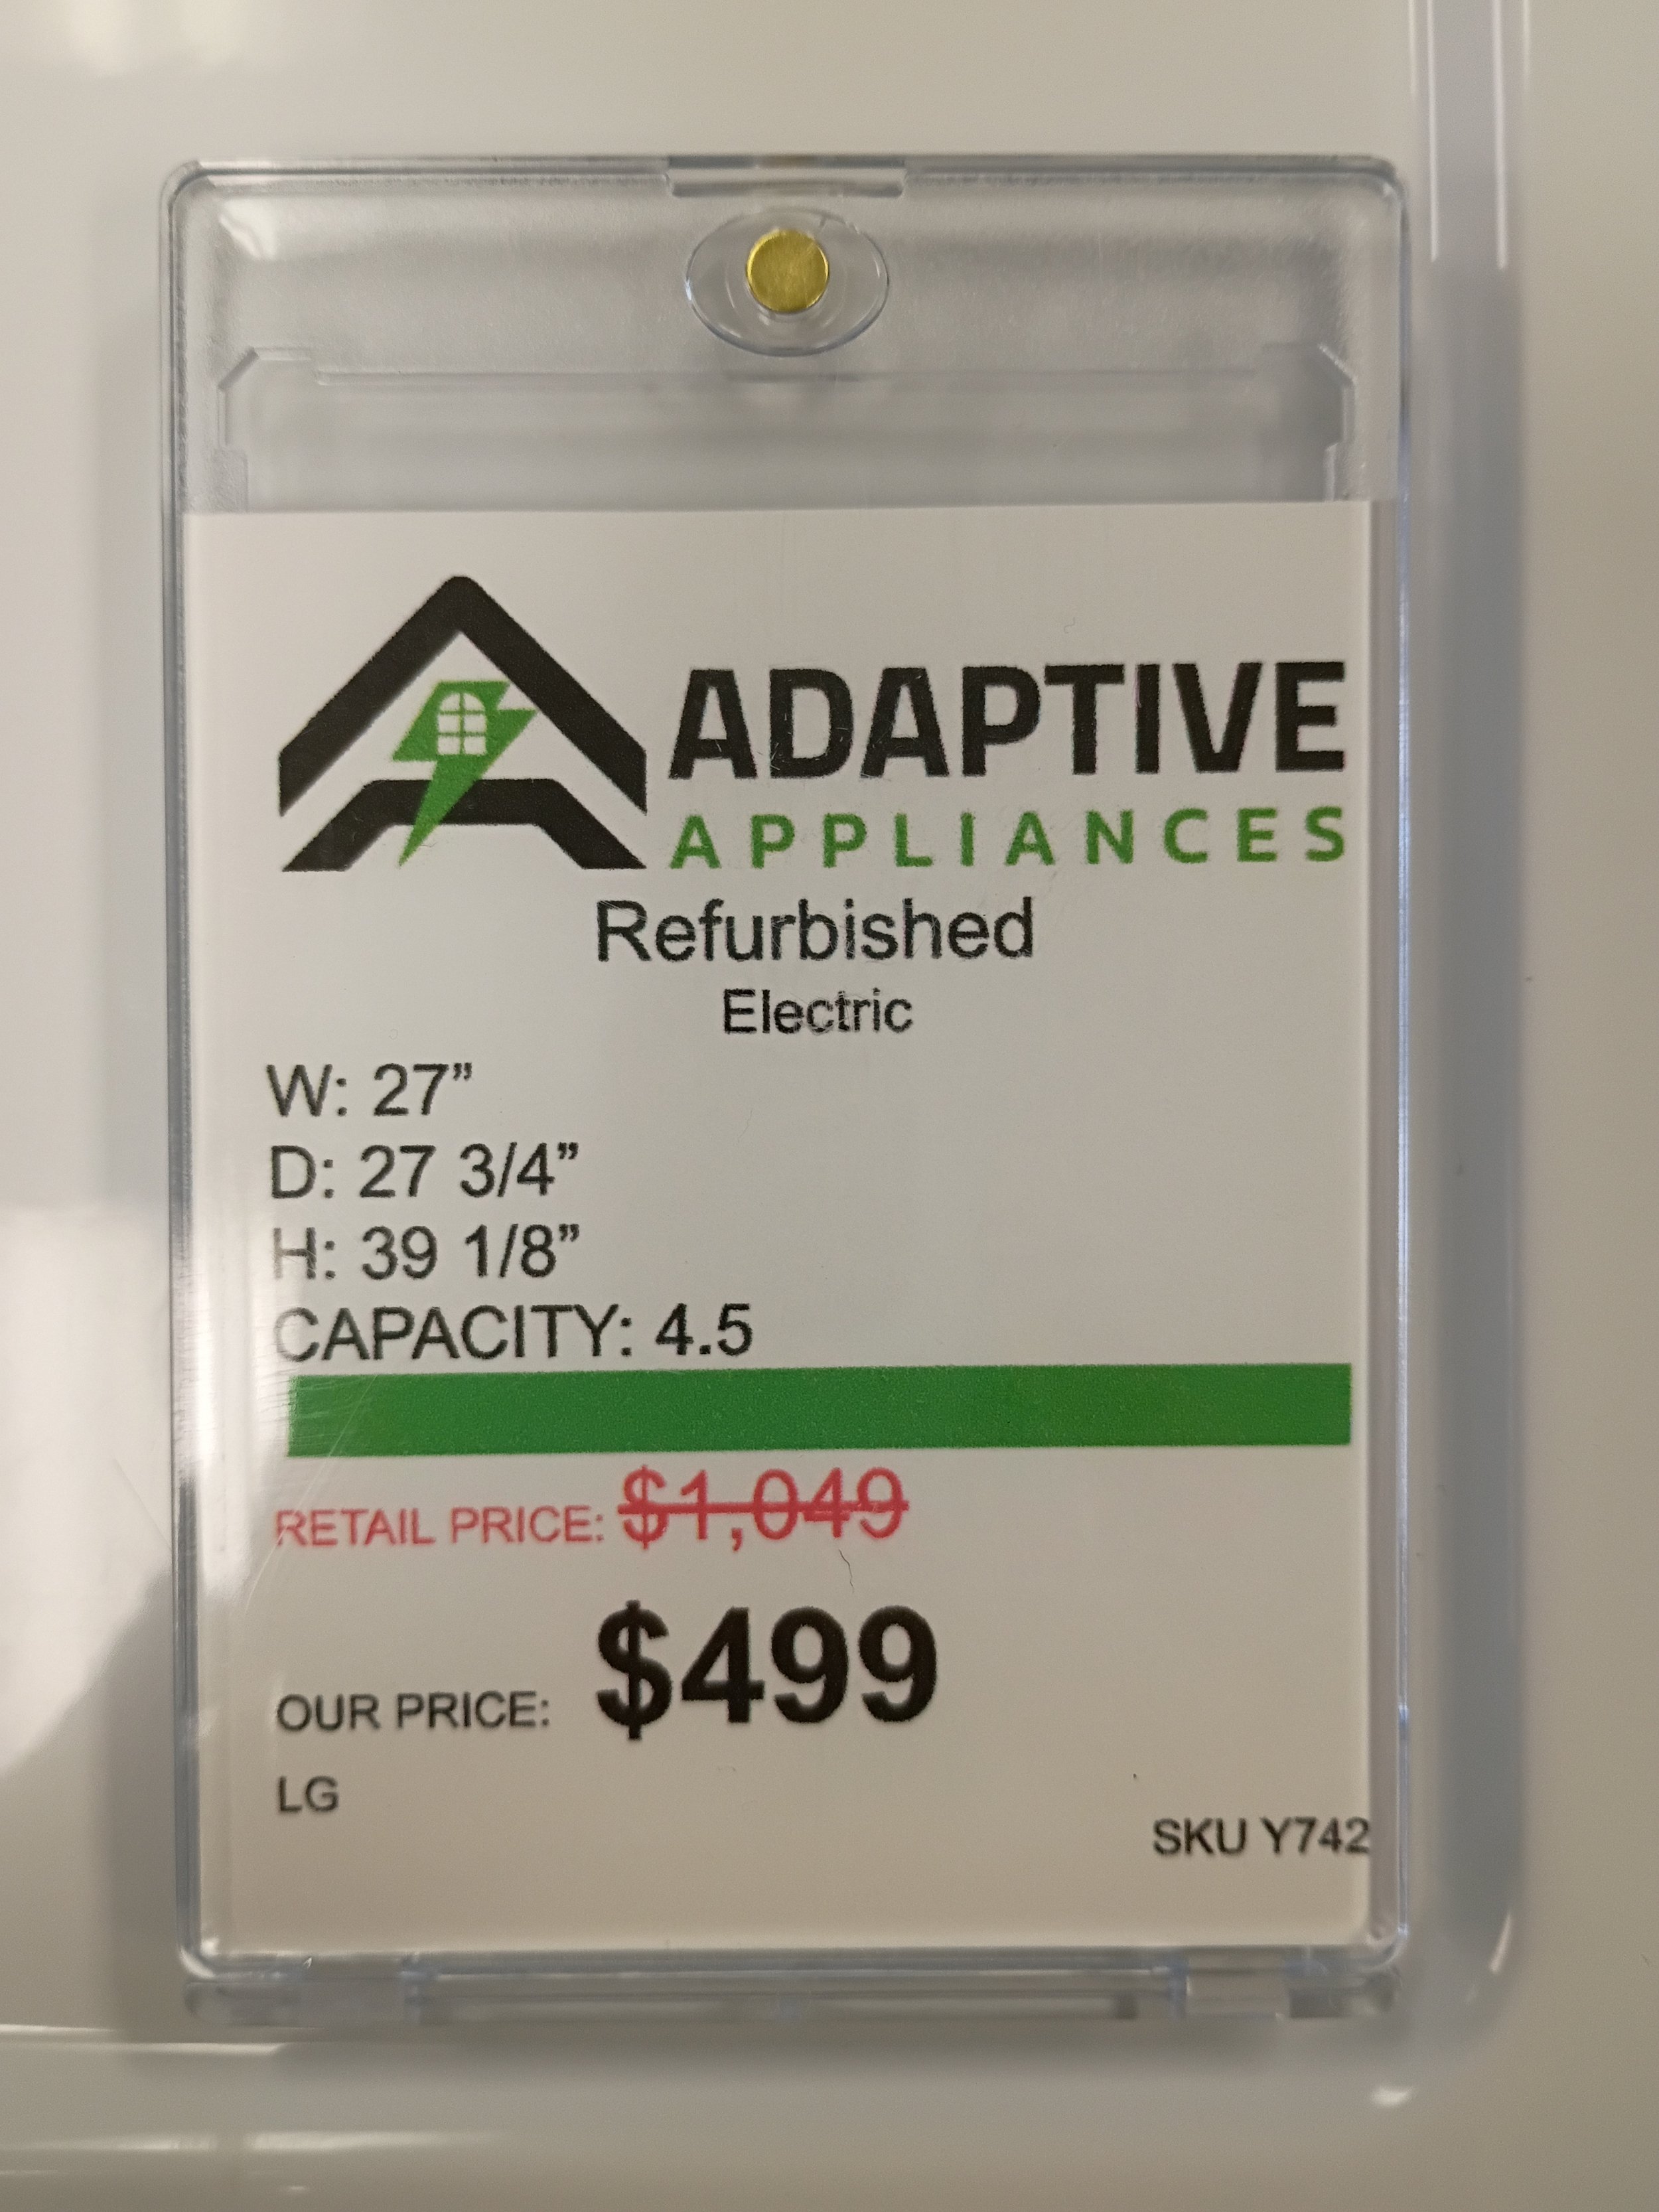 ADAPTIVE
APPLIANCES
Refurbished
Electric
W: 27”
D: 27 3/4”
H: 39 1/8”
CAPACITY: 4.5
RETAIL PRICE: $1,049
OUR PRICE: $499
LG
SKU Y742